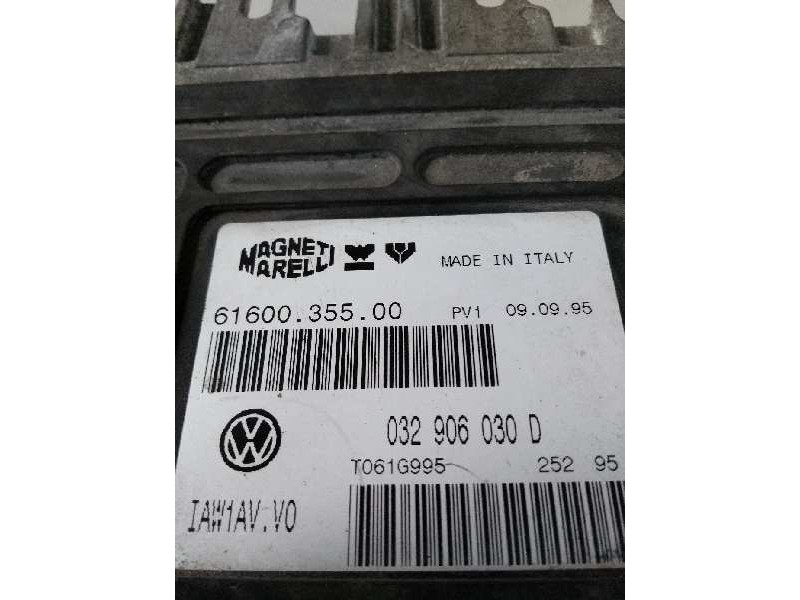 MAGNETI MARELLI
MADE IN ITALY
61600.355.00 PV1 09.09.95
032 906 030 D
T061G995 252 95
IAW1AV.V0